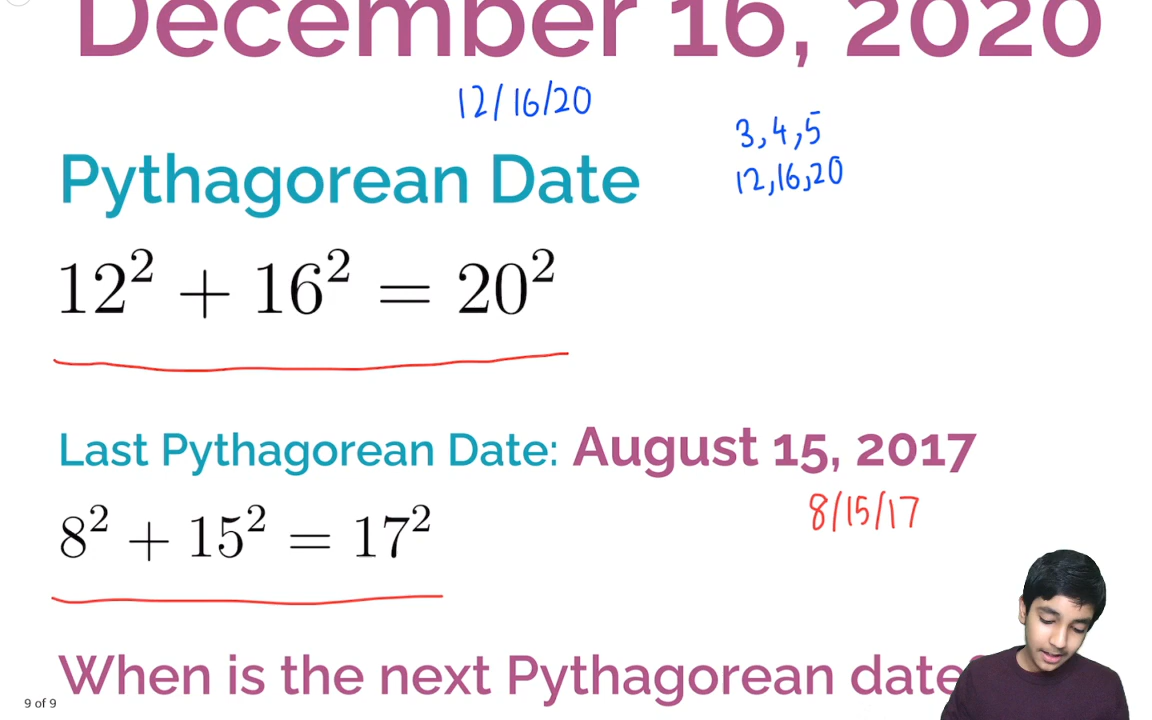 December 16, 2020
12/16/20
3,4,5
Pythagorean Date
12,16,20
12² + 16² = 20²
Last Pythagorean Date: August 15, 2017
8/15/17
8² + 15² = 17²
When is the next Pythagorean date
9 of 9